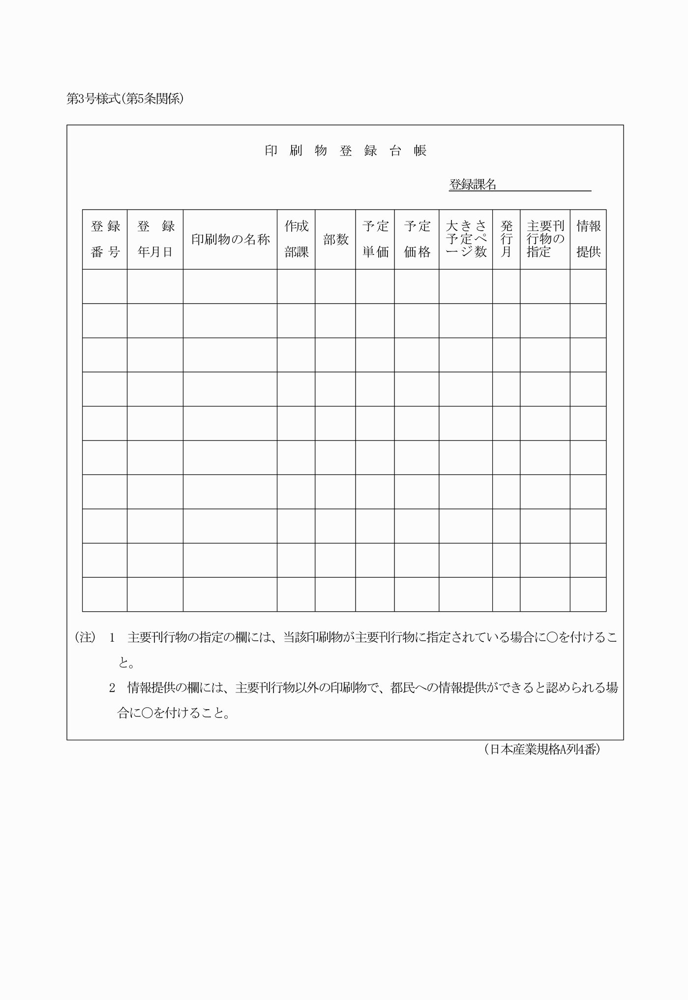 第3号様式(第5条関係)
印刷物登録台帳
登録課名
登録
番号
登録
年月日
印刷物の名称
作成
部課
部数
予定
単価
予定
価格
大きさ
予定ペ
ージ数
発
行
月
主要刊
行物の
指定
情報
提供
(注) 1 主要刊行物の指定の欄には、当該印刷物が主要刊行物に指定されている場合に○を付けるこ
と。
2 情報提供の欄には、主要刊行物以外の印刷物で、都民への情報提供ができると認められる場
合に○を付けること。
(日本産業規格A列4番)